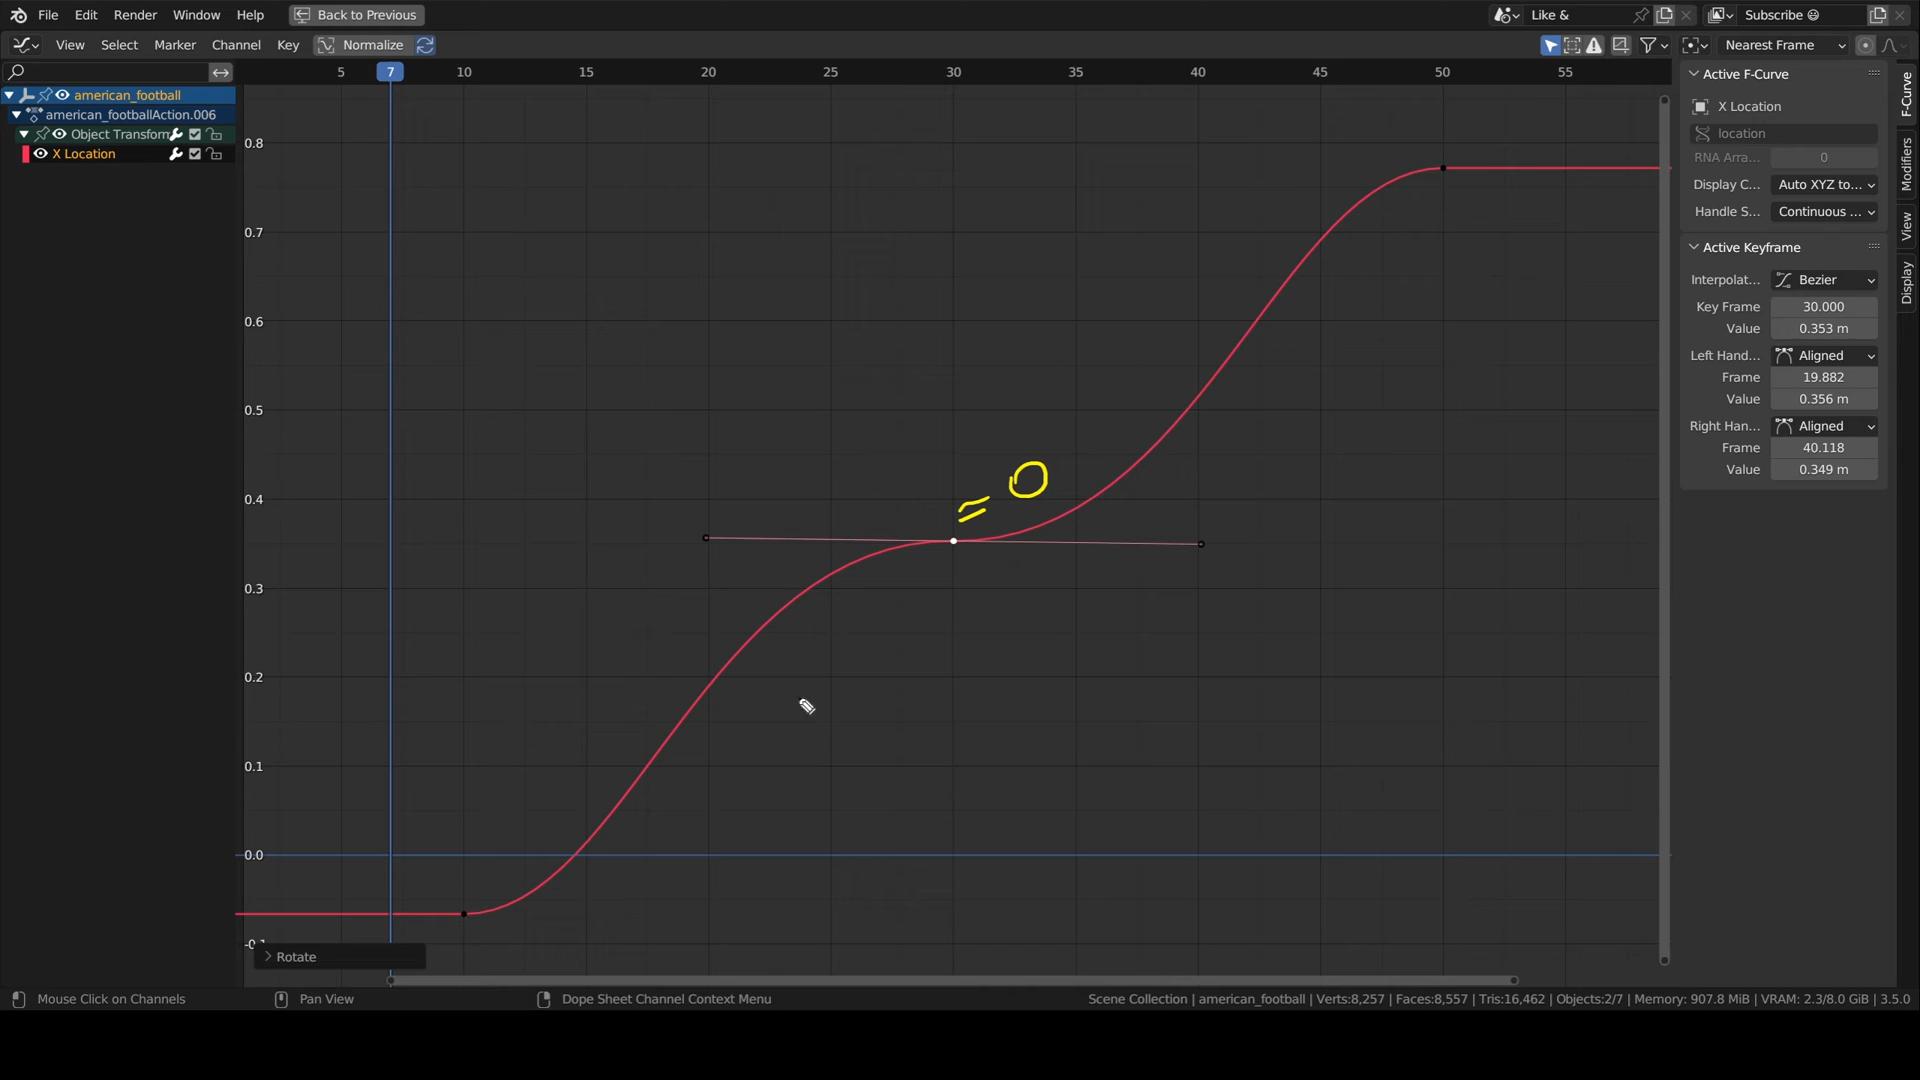 File Edit Render Window Help Back to Previous Like & Subscribe 😃
View Select Marker Channel Key Normalize Nearest Frame
5 7 10 15 20 25 30 35 40 45 50 55
american_football
american_footballAction.006
Object Transform
X Location
0.8
0.7
0.6
0.5
0.4
0.3
0.2
0.1
0.0
-0.1
= 0
Rotate
Active F-Curve
X Location
location
RNA Arra... 0
Display C... Auto XYZ to...
Handle S... Continuous ...
Active Keyframe
Interpolat... Bezier
Key Frame 30.000
Value 0.353 m
Left Hand... Aligned
Frame 19.882
Value 0.356 m
Right Han... Aligned
Frame 40.118
Value 0.349 m
F-Curve
Modifiers
View
Display
Mouse Click on Channels Pan View Dope Sheet Channel Context Menu Scene Collection | american_football | Verts:8,257 | Faces:8,557 | Tris:16,462 | Objects:2/7 | Memory: 907.8 MiB | VRAM: 2.3/8.0 GiB | 3.5.0